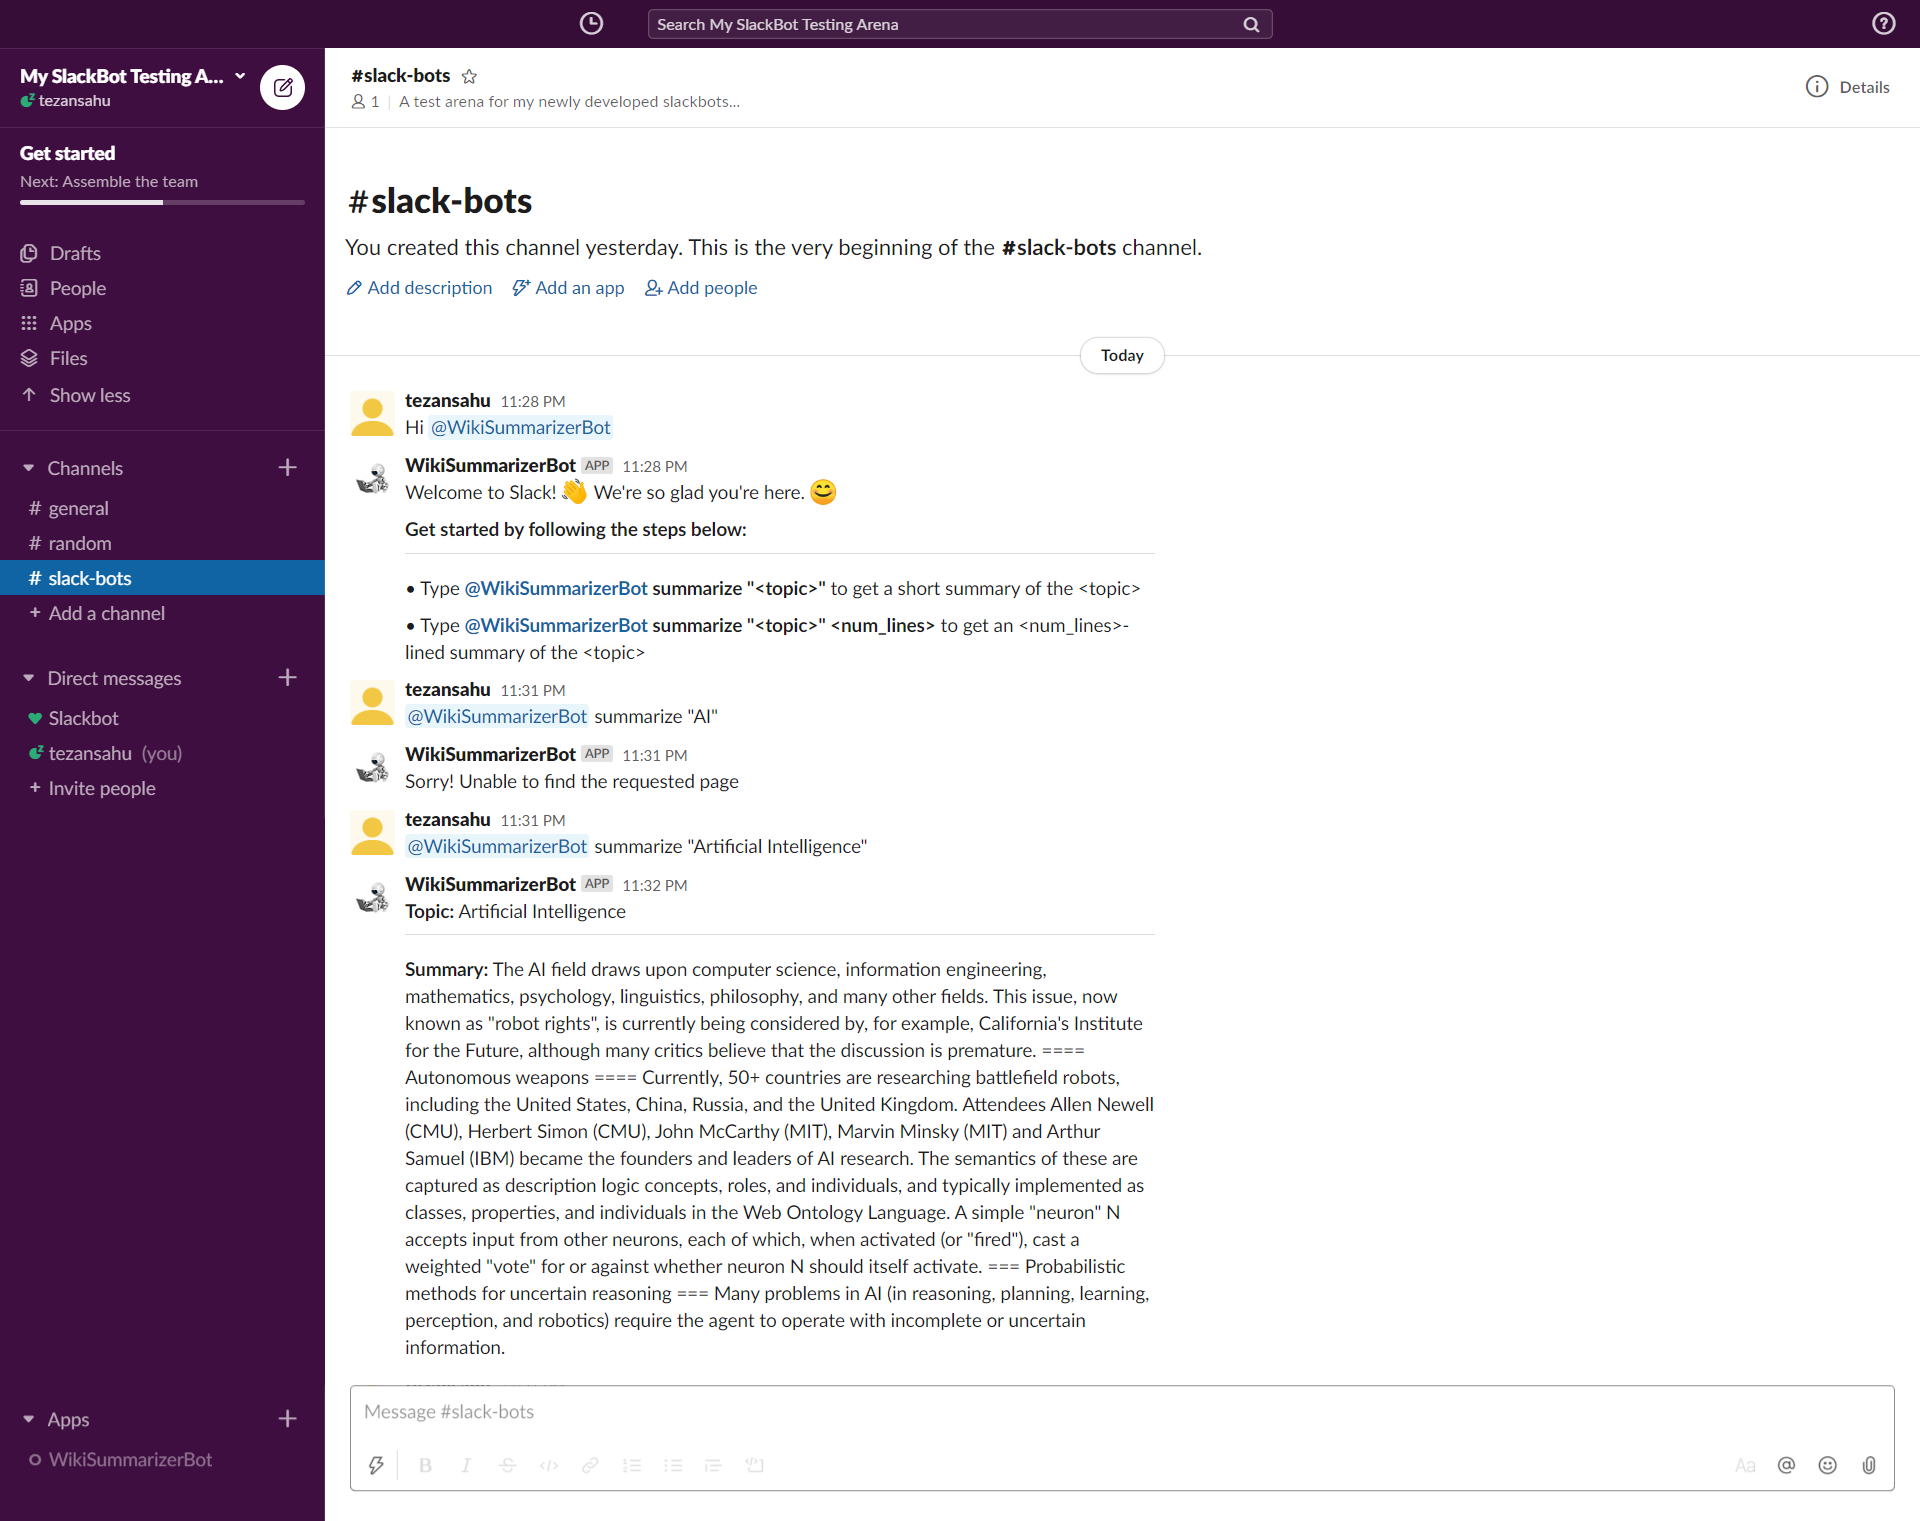 Search My SlackBot Testing Arena
My SlackBot Testing A...
tezansahu
Get started
Next: Assemble the team
Drafts
People
Apps
Files
Show less
Channels
# general
# random
# slack-bots
+ Add a channel
Direct messages
Slackbot
tezansahu (you)
+ Invite people
Apps
WikiSummarizerBot
#slack-bots
1 | A test arena for my newly developed slackbots...
Details
#slack-bots
You created this channel yesterday. This is the very beginning of the #slack-bots channel.
Add description Add an app Add people
Today
tezansahu 11:28 PM
Hi @WikiSummarizerBot
WikiSummarizerBot APP 11:28 PM
Welcome to Slack! 👋 We're so glad you're here. 😊
Get started by following the steps below:
• Type @WikiSummarizerBot summarize "<topic>" to get a short summary of the <topic>
• Type @WikiSummarizerBot summarize "<topic>" <num_lines> to get an <num_lines>-
lined summary of the <topic>
tezansahu 11:31 PM
@WikiSummarizerBot summarize "AI"
WikiSummarizerBot APP 11:31 PM
Sorry! Unable to find the requested page
tezansahu 11:31 PM
@WikiSummarizerBot summarize "Artificial Intelligence"
WikiSummarizerBot APP 11:32 PM
Topic: Artificial Intelligence
Summary: The AI field draws upon computer science, information engineering,
mathematics, psychology, linguistics, philosophy, and many other fields. This issue, now
known as "robot rights", is currently being considered by, for example, California's Institute
for the Future, although many critics believe that the discussion is premature. ====
Autonomous weapons ==== Currently, 50+ countries are researching battlefield robots,
including the United States, China, Russia, and the United Kingdom. Attendees Allen Newell
(CMU), Herbert Simon (CMU), John McCarthy (MIT), Marvin Minsky (MIT) and Arthur
Samuel (IBM) became the founders and leaders of AI research. The semantics of these are
captured as description logic concepts, roles, and individuals, and typically implemented as
classes, properties, and individuals in the Web Ontology Language. A simple "neuron" N
accepts input from other neurons, each of which, when activated (or "fired"), cast a
weighted "vote" for or against whether neuron N should itself activate. === Probabilistic
methods for uncertain reasoning === Many problems in AI (in reasoning, planning, learning,
perception, and robotics) require the agent to operate with incomplete or uncertain
information.
Message #slack-bots
B I S </> Aa @